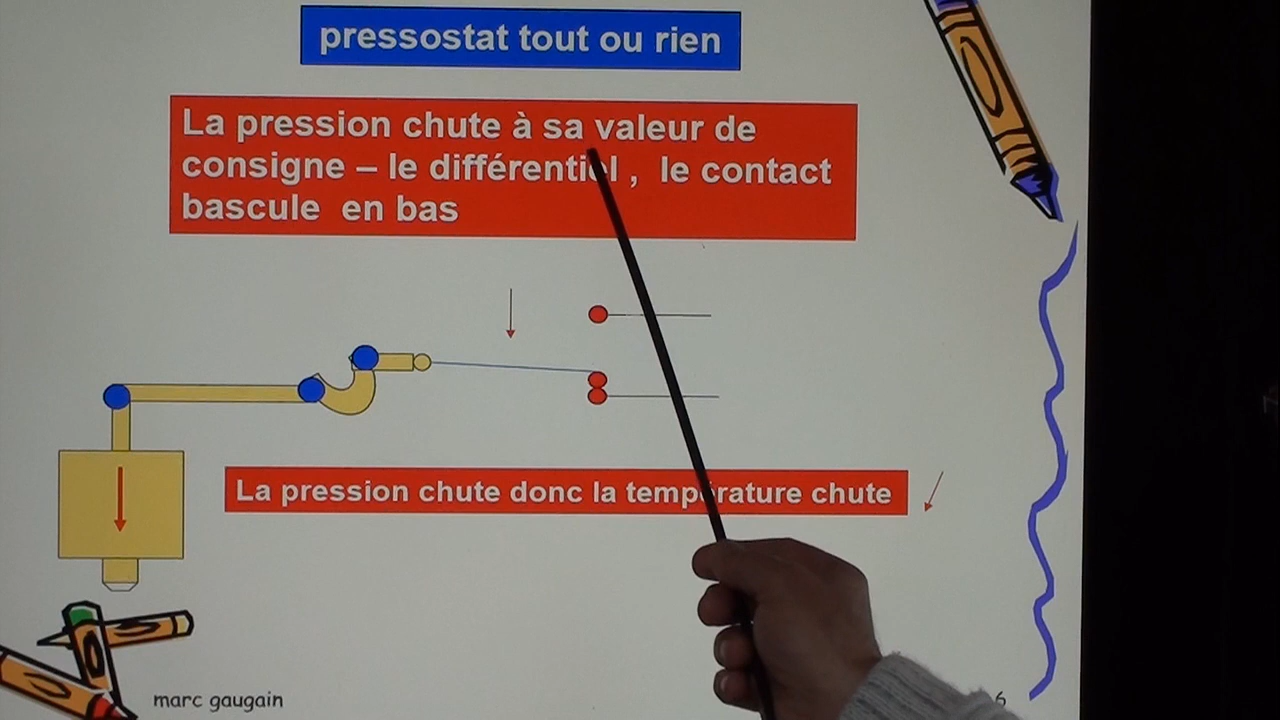 pressostat tout ou rien
La pression chute à sa valeur de
consigne – le différentiel , le contact
bascule en bas
La pression chute donc la température chute
marc gaugain
6